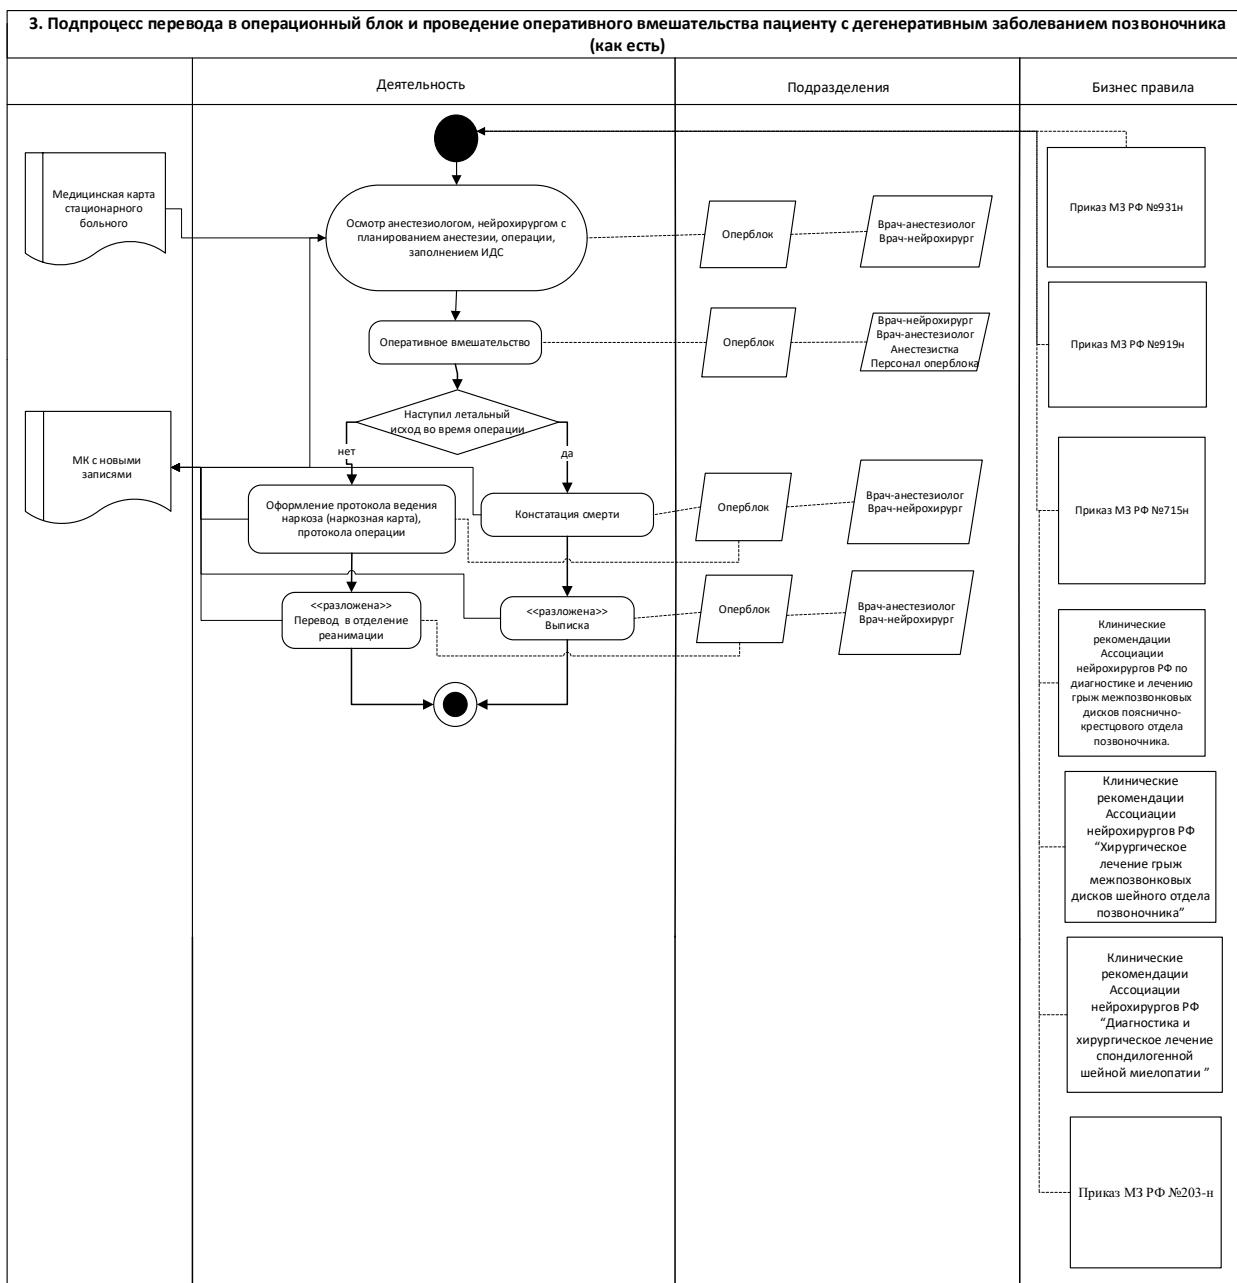 3. Подпроцесс перевода в операционный блок и проведение оперативного вмешательства пациенту с дегенеративным заболеванием позвоночника
(как есть)
Деятельность
Подразделения
Бизнес правила
Медицинская карта
стационарного
больного
Осмотр анестезиологом, нейрохирургом с
планированием анестезии, операции,
заполнением ИДС
Оперблок
Врач-анестезиолог
Врач-нейрохирург
Приказ МЗ РФ №931н
Оперативное вмешательство
Оперблок
Врач-нейрохирург
Врач-анестезиолог
Анестезистка
Персонал оперблока
Приказ МЗ РФ №919н
Наступил летальный
исход во время операции
нет
да
МК с новыми
записями
Оформление протокола ведения
наркоза (наркозная карта),
протокола операции
Констатация смерти
Оперблок
Врач-анестезиолог
Врач-нейрохирург
Приказ МЗ РФ №715н
<<разложена>>
Перевод в отделение
реанимации
<<разложена>>
Выписка
Оперблок
Врач-анестезиолог
Врач-нейрохирург
Клинические
рекомендации
Ассоциации
нейрохирургов РФ по
диагностике и лечению
грыж межпозвонковых
дисков пояснично-
крестцового отдела
позвоночника.
Клинические
рекомендации
Ассоциации
нейрохирургов РФ
“Хирургическое
лечение грыж
межпозвонковых
дисков шейного отдела
позвоночника”
Клинические
рекомендации
Ассоциации
нейрохирургов РФ
“Диагностика и
хирургическое лечение
спондилогенной
шейной миелопатии ”
Приказ МЗ РФ №203-н